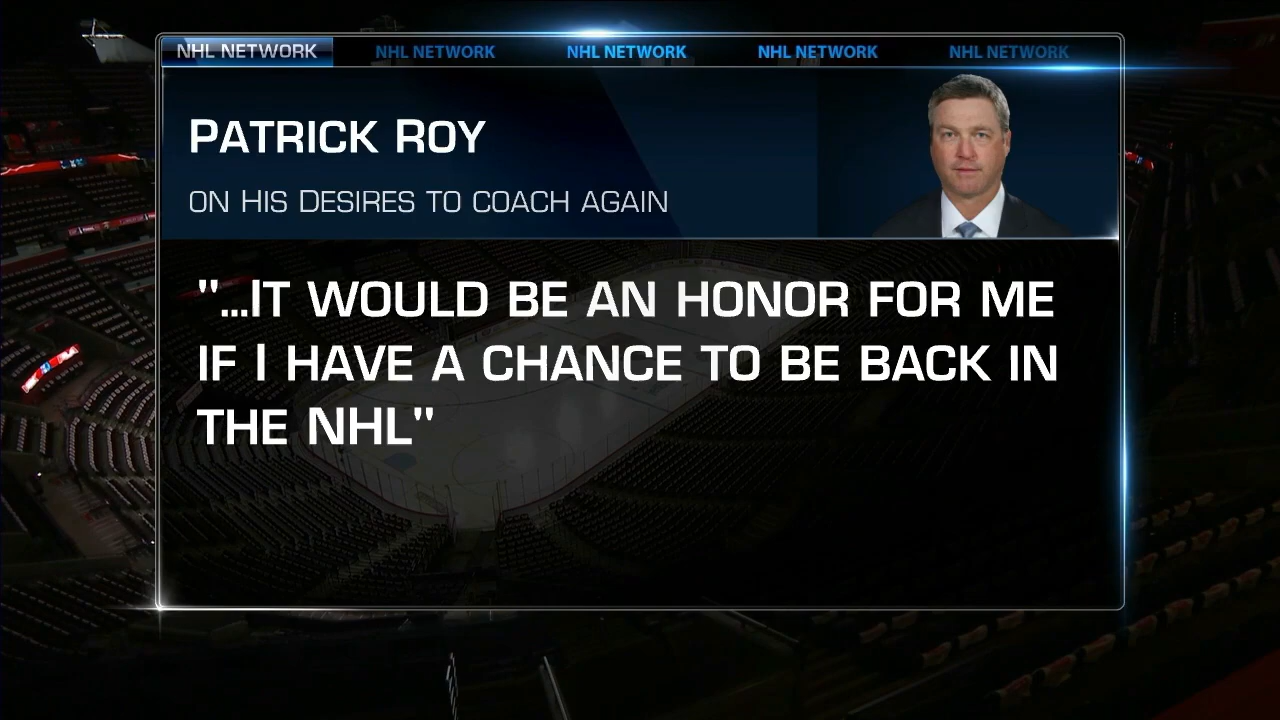 NHL NETWORK NHL NETWORK NHL NETWORK NHL NETWORK NHL NETWORK
PATRICK ROY
ON HIS DESIRES TO COACH AGAIN
"...IT WOULD BE AN HONOR FOR ME
IF I HAVE A CHANCE TO BE BACK IN
THE NHL"